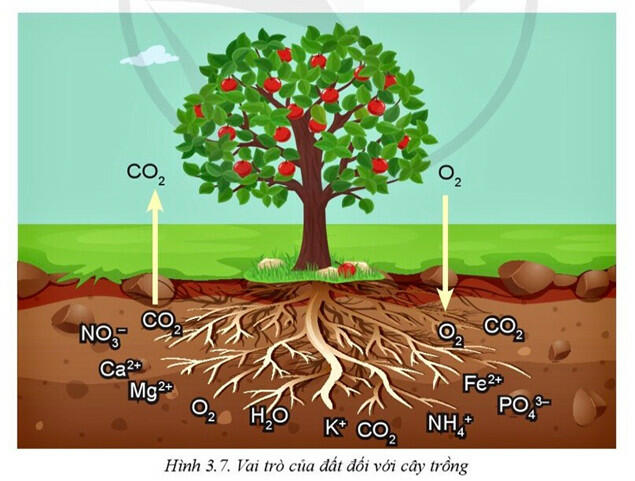 CO₂
O₂
NO₃⁻
CO₂
O₂
CO₂
Ca²⁺
Mg²⁺
Fe²⁺
O₂
H₂O
K⁺
CO₂
NH₄⁺
PO₄³⁻
Hình 3.7. Vai trò của đất đối với cây trồng